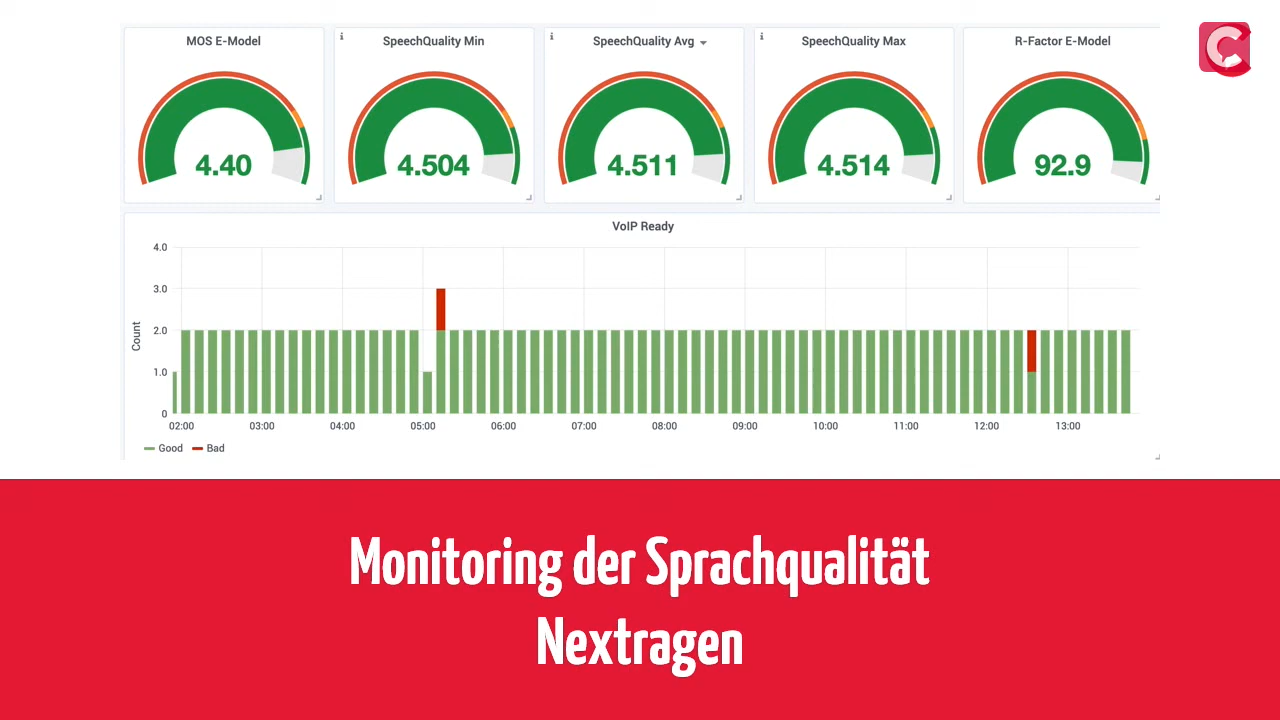 MOS E-Model
SpeechQuality Min
SpeechQuality Avg
SpeechQuality Max
R-Factor E-Model
i
i
i
4.40
4.504
4.511
4.514
92.9
VoIP Ready
4.0
3.0
2.0
1.0
0
Count
02:00 03:00 04:00 05:00 06:00 07:00 08:00 09:00 10:00 11:00 12:00 13:00
Good Bad
Monitoring der Sprachqualität
Nextragen